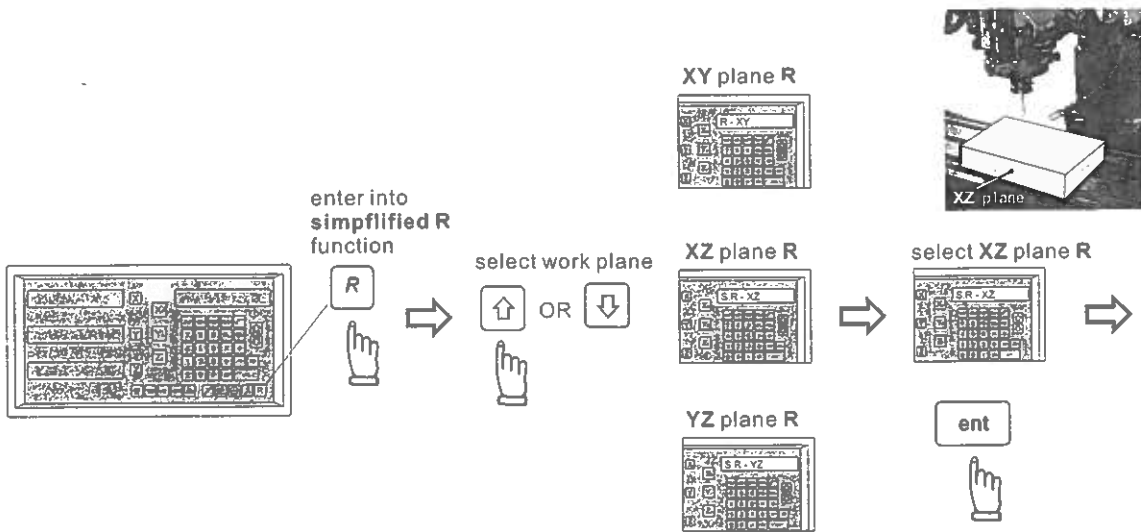 XY plane R
R - XY
XZ plane
enter into
simpflified R
function
R
select work plane
OR
XZ plane R
S R - XZ
select XZ plane R
S R - XZ
ent
YZ plane R
S R - YZ